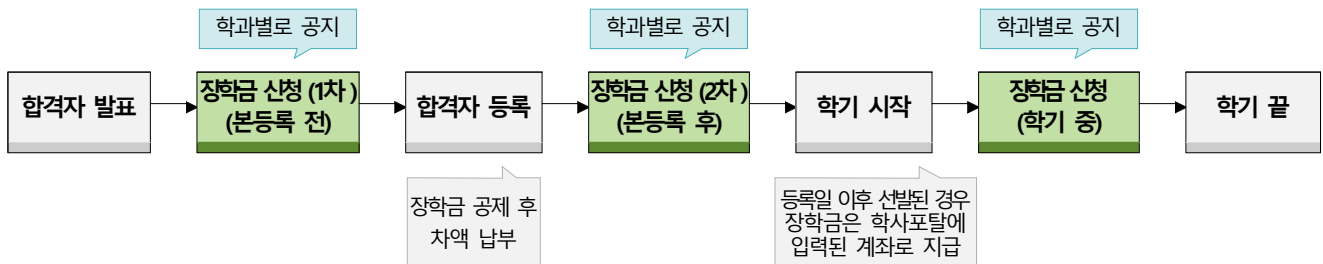 학과별로 공지
학과별로 공지
학과별로 공지
합격자 발표
장학금 신청 (1차)
(본등록 전)
합격자 등록
장학금 신청 (2차)
(본등록 후)
학기 시작
장학금 신청
(학기 중)
학기 끝
장학금 공제 후
차액 납부
등록일 이후 선발된 경우
장학금은 학사포탈에
입력된 계좌로 지급